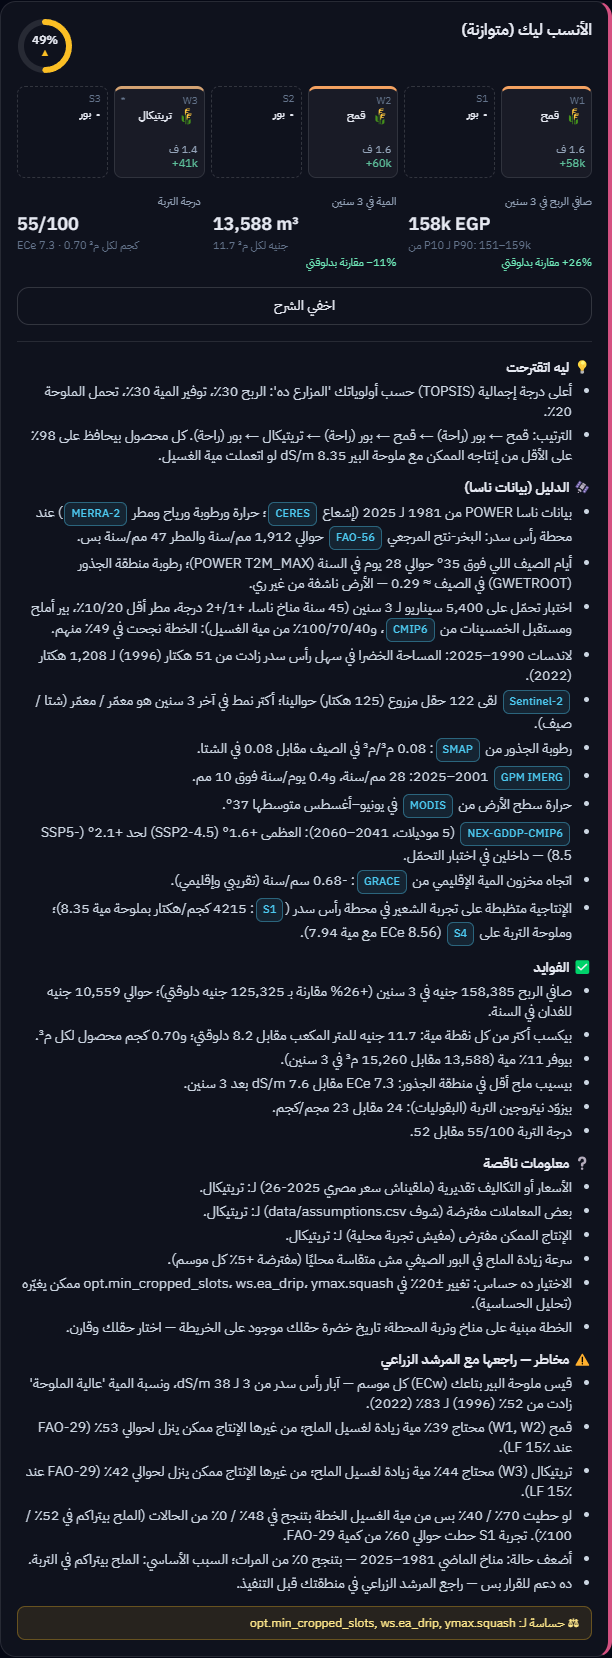 الأنسب ليك (متوازنة)
49%
▲
W1
قمح
1.6 ف
+58k
S1
- بور
W2
قمح
1.6 ف
+60k
S2
- بور
W3
تريتيكال
1.4 ف
+41k
S3
- بور
صافي الربح في 3 سنين
158k EGP
من P10 لـ P90: 151–159k
+26% مقارنة بدلوقتي
المية في 3 سنين
13,588 m³
11.7 جنيه لكل م³
−11% مقارنة بدلوقتي
درجة التربة
55/100
ECe 7.3 · 0.70 كجم لكل م³
اخفي الشرح
💡 ليه اتقترحت
أعلى درجة إجمالية (TOPSIS) حسب أولوياتك 'المزارع ده': الربح 30٪، توفير المية 30٪، تحمل الملوحة
20٪.
الترتيب: قمح ← بور (راحة) ← قمح ← بور (راحة) ← تريتيكال ← بور (راحة). كل محصول بيحافظ على 98٪
على الأقل من إنتاجه الممكن مع ملوحة البير 8.35 dS/m لو اتعملت مية الغسيل.
🛰️ الدليل (بيانات ناسا)
بيانات ناسا POWER من 1981 لـ 2025 (إشعاع CERES؛ حرارة ورطوبة ورياح ومطر MERRA-2) عند
محطة رأس سدر: البخر-نتح المرجعي FAO-56 حوالي 1,912 مم/سنة والمطر 47 مم/سنة بس.
أيام الصيف اللي فوق 35° حوالي 28 يوم في السنة (POWER T2M_MAX)؛ رطوبة منطقة الجذور
(GWETROOT) في الصيف ≈ 0.29 — الأرض ناشفة من غير ري.
اختبار تحمّل على 5,400 سيناريو لـ 3 سنين (45 سنة مناخ ناسا، +1/+2 درجة، مطر أقل 10/20٪، بير أملح
ومستقبل الخمسينات من CMIP6، و100/70/40٪ من مية الغسيل): الخطة نجحت في 49٪ منهم.
لاندسات 1990–2025: المساحة الخضرا في سهل رأس سدر زادت من 51 هكتار (1996) لـ 1,208 هكتار
(2022).
Sentinel-2 لقى 122 حقل مزروع (125 هكتار) حوالينا؛ أكتر نمط في آخر 3 سنين هو معمّر / معمّر (شتا /
صيف).
رطوبة الجذور من SMAP: 0.08 م³/م³ في الصيف مقابل 0.08 في الشتا.
GPM IMERG 2001–2025: 28 مم/سنة، و0.4 يوم/سنة فوق 10 مم.
حرارة سطح الأرض من MODIS في يونيو–أغسطس متوسطها 37°.
NEX-GDDP-CMIP6 (5 موديلات، 2041–2060): العظمى +1.6° (SSP2-4.5) لحد +2.1° (SSP5-
8.5) — داخلين في اختبار التحمّل.
اتجاه مخزون المية الإقليمي من GRACE: -0.68 سم/سنة (تقريبي وإقليمي).
الإنتاجية متظبطة على تجربة الشعير في محطة رأس سدر (S1: 4215 كجم/هكتار بملوحة مية 8.35)؛
وملوحة التربة على S4 (ECe 8.56 مع مية 7.94).
✅ الفوايد
صافي الربح 158,385 جنيه في 3 سنين (+26% مقارنة بـ 125,325 جنيه دلوقتي)؛ حوالي 10,559 جنيه
للفدان في السنة.
بيكسب أكتر من كل نقطة مية: 11.7 جنيه للمتر المكعب مقابل 8.2 دلوقتي؛ و0.70 كجم محصول لكل م³.
بيوفر 11٪ مية (13,588 مقابل 15,260 م³ في 3 سنين).
بيسيب ملح أقل في منطقة الجذور: ECe 7.3 مقابل 7.6 dS/m بعد 3 سنين.
بيزوّد نيتروجين التربة (البقوليات): 24 مقابل 23 مجم/كجم.
درجة التربة 55/100 مقابل 52.
❔ معلومات ناقصة
الأسعار أو التكاليف تقديرية (ملقيناش سعر مصري 2025-26) لـ: تريتيكال.
بعض المعاملات مفترضة (شوف data/assumptions.csv) لـ: تريتيكال.
الإنتاج الممكن مفترض (مفيش تجربة محلية) لـ: تريتيكال.
سرعة زيادة الملح في البور الصيفي مش متقاسة محليًا (مفترضة +5٪ كل موسم).
الاختيار ده حساس: تغيير ±20٪ في opt.min_cropped_slots، ws.ea_drip، ymax.squash ممكن يغيّره
(تحليل الحساسية).
الخطة مبنية على مناخ وتربة المحطة؛ تاريخ خضرة حقلك موجود على الخريطة — اختار حقلك وقارن.
⚠️ مخاطر — راجعها مع المرشد الزراعي
قيس ملوحة البير بتاعك (ECw) كل موسم — آبار رأس سدر من 3 لـ 38 dS/m، ونسبة المية 'عالية الملوحة'
زادت من 52٪ (1996) لـ 83٪ (2022).
قمح (W1, W2) محتاج 39٪ مية زيادة لغسيل الملح؛ من غيرها الإنتاج ممكن ينزل لحوالي 53٪ (FAO-29
عند LF 15٪).
تريتيكال (W3) محتاج 44٪ مية زيادة لغسيل الملح؛ من غيرها الإنتاج ممكن ينزل لحوالي 42٪ (FAO-29 عند
LF 15٪).
لو حطيت 70٪ / 40٪ بس من مية الغسيل الخطة بتنجح في 48٪ / 0٪ من الحالات (الملح بيتراكم في 52٪ /
100٪). تجربة S1 حطت حوالي 60٪ من كمية FAO-29.
أضعف حالة: مناخ الماضي 1981–2025 — بتنجح 0٪ من المرات؛ السبب الأساسي: الملح بيتراكم في التربة.
ده دعم للقرار بس — راجع المرشد الزراعي في منطقتك قبل التنفيذ.
⚖ حساسة لـ: opt.min_cropped_slots, ws.ea_drip, ymax.squash